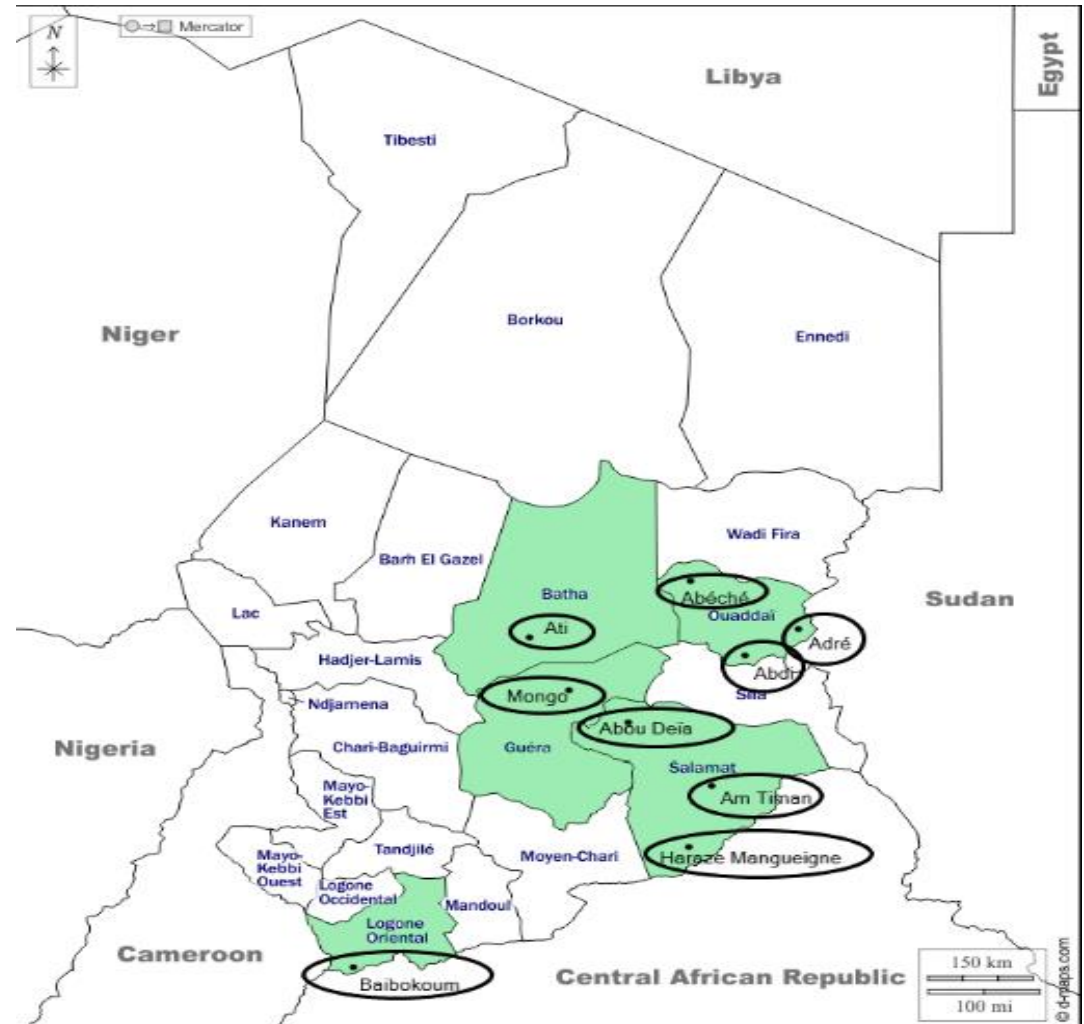 N
Mercator
Libya
Egypt
Tibesti
Niger
Borkou
Ennedi
Kanem
Barh El Gazel
Wadi Fira
Batha
Abéché
Ouaddaï
Sudan
Lac
Ati
Adré
Hadjer-Lamis
Abdi
Sila
Mongo
Ndjamena
Abou Deïa
Nigeria
Chari-Baguirmi
Guéra
Salamat
Mayo-
Kebbi
Est
Am Timan
Tandjilé
Moyen-Chari
Haraze Mangueigne
Mayo-
Kebbi
Ouest
Logone
Occidental
Mandoul
Logone
Oriental
Cameroon
Baïbokoum
Central African Republic
150 km
100 mi
© d-maps.com